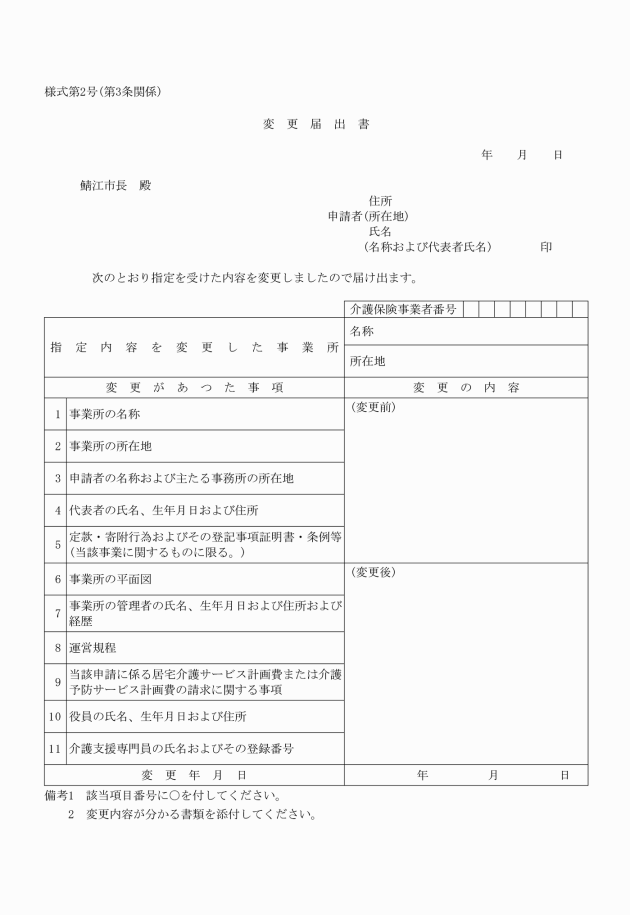 様式第2号(第3条関係)
変 更 届 出 書
年 月 日
鯖江市長 殿
住所
申請者(所在地)
氏名
(名称および代表者氏名) 印
次のとおり指定を受けた内容を変更しましたので届け出ます。
介護保険事業者番号
指 定 内 容 を 変 更 し た 事 業 所
名称
所在地
変 更 が あ つ た 事 項
変 更 の 内 容
1 事業所の名称
(変更前)
2 事業所の所在地
3 申請者の名称および主たる事務所の所在地
4 代表者の氏名、生年月日および住所
5 定款・寄附行為およびその登記事項証明書・条例等
(当該事業に関するものに限る。)
6 事業所の平面図
(変更後)
7 事業所の管理者の氏名、生年月日および住所および
経歴
8 運営規程
9 当該申請に係る居宅介護サービス計画費または介護
予防サービス計画費の請求に関する事項
10 役員の氏名、生年月日および住所
11 介護支援専門員の氏名およびその登録番号
変 更 年 月 日
年 月 日
備考1 該当項目番号に○を付してください。
2 変更内容が分かる書類を添付してください。